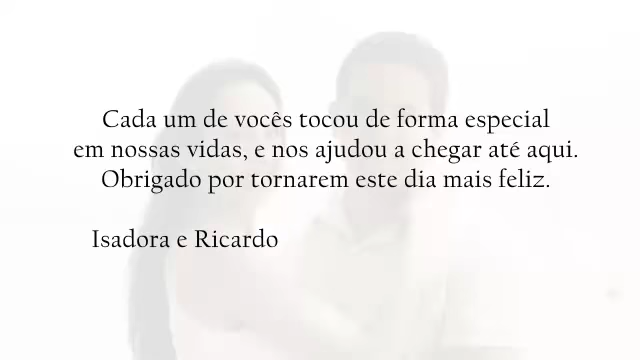 Cada um de vocês tocou de forma especial
em nossas vidas, e nos ajudou a chegar até aqui.
Obrigado por tornarem este dia mais feliz.
Isadora e Ricardo